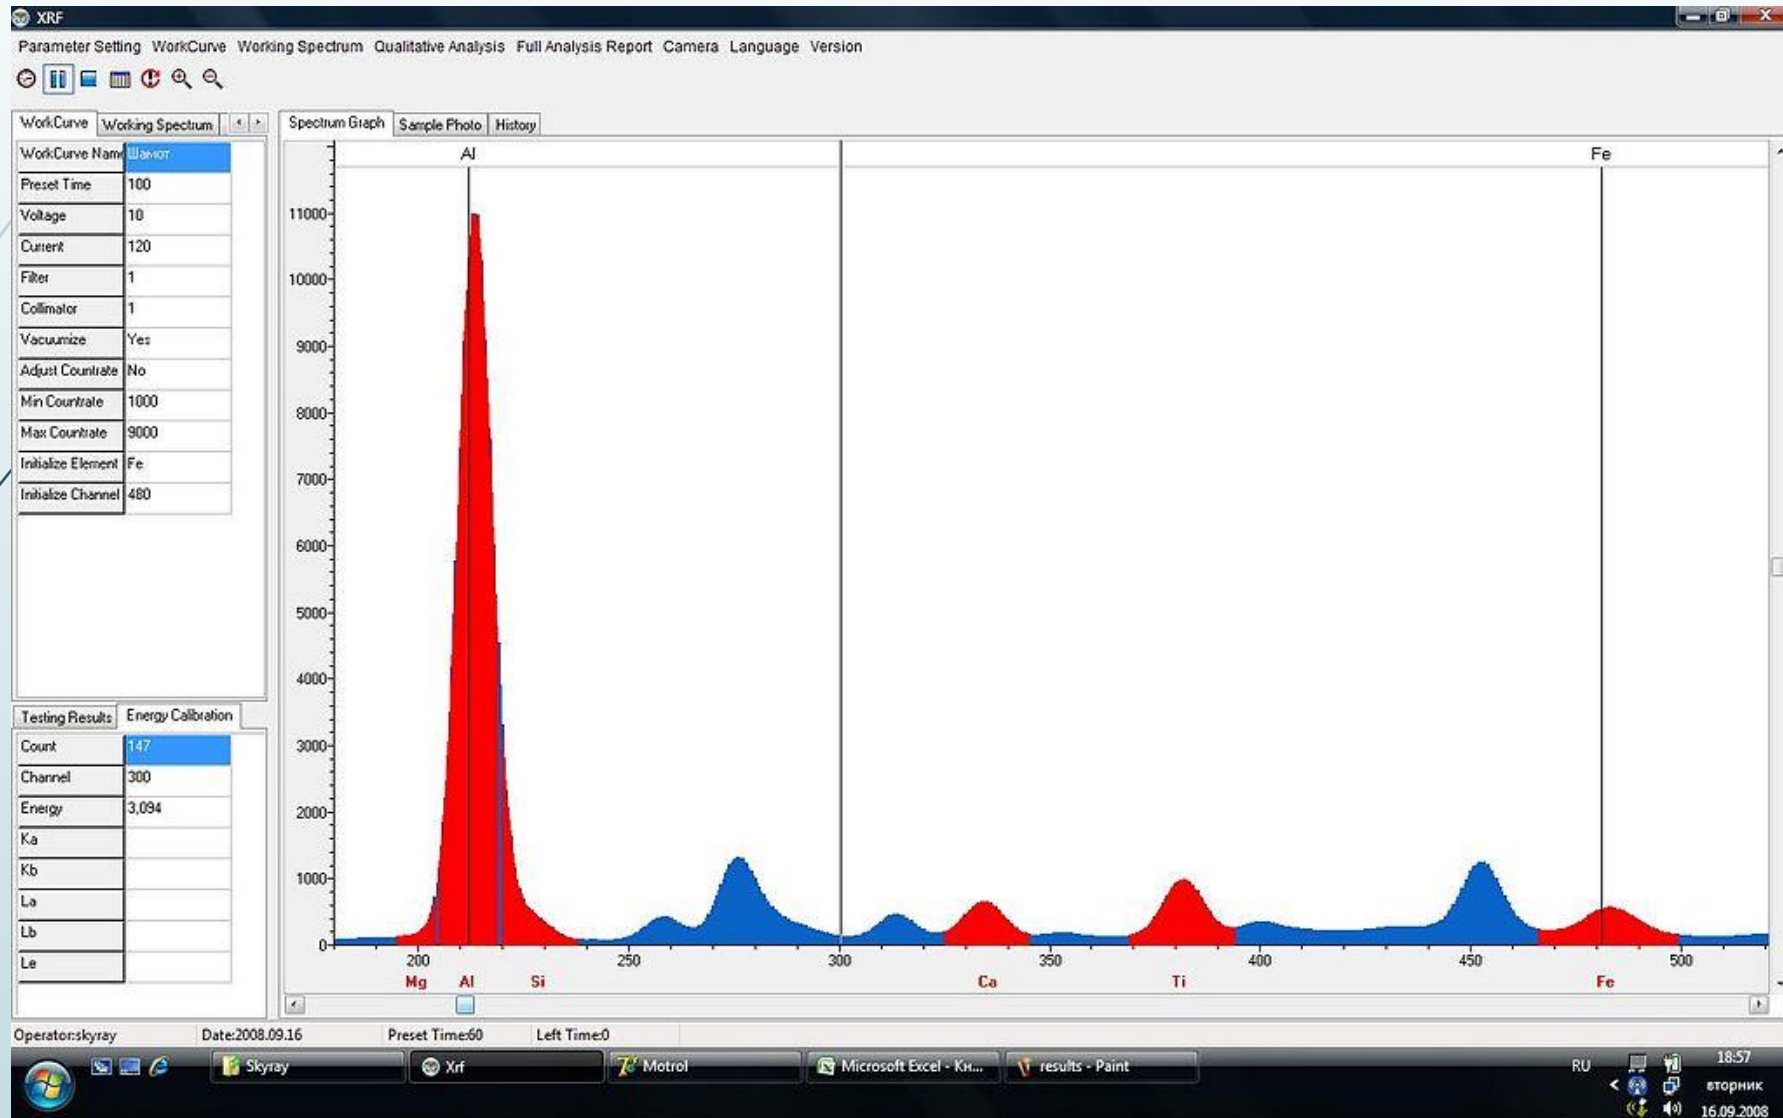 XRF
Parameter Setting WorkCurve Working Spectrum Qualitative Analysis Full Analysis Report Camera Language Version
WorkCurve Working Spectrum
Spectrum Graph Sample Photo History
WorkCurve Name Шамот
Preset Time 100
Voltage 10
Current 120
Filter 1
Collimator 1
Vacuumize Yes
Adjust Countrate No
Min Countrate 1000
Max Countrate 9000
Initialize Element Fe
Initialize Channel 480
Testing Results Energy Calibration
Count 147
Channel 300
Energy 3,094
Ka
Kb
La
Lb
Le
Al Fe
11000
10000
9000
8000
7000
6000
5000
4000
3000
2000
1000
0
200 250 300 350 400 450 500
Mg Al Si Ca Ti Fe
Operator:skyray Date:2008.09.16 Preset Time:60 Left Time:0
Skyray Xrf Motrol Microsoft Excel - Кн... results - Paint RU
18:57
вторник
16.09.2008